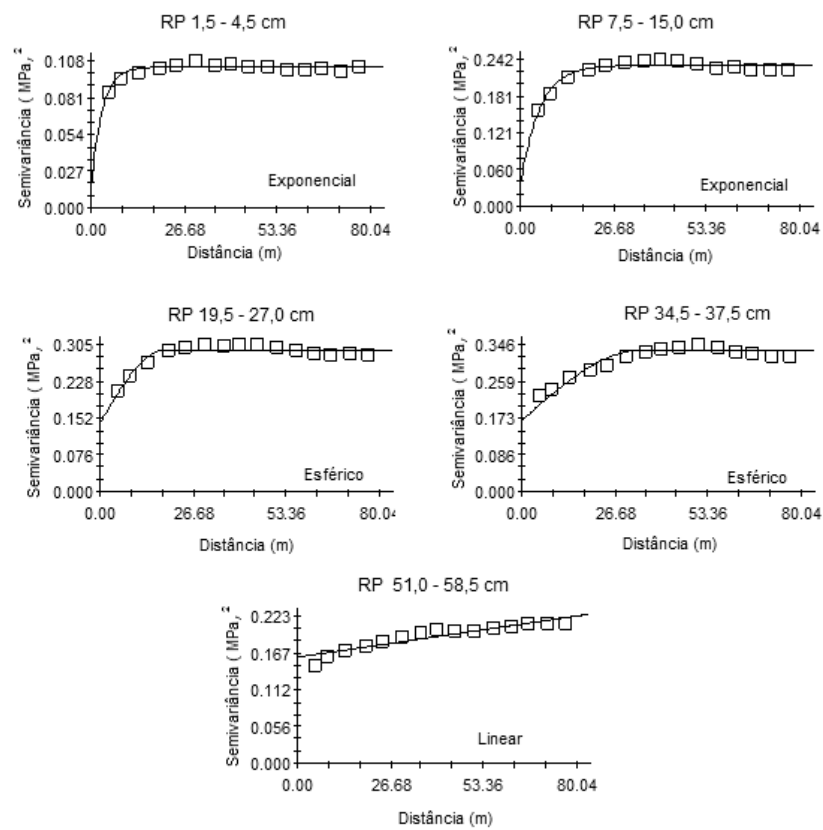 RP 1,5 - 4,5 cm
Semivariância ( MPa, ²
0.108
0.081
0.054
0.027
0.000
Exponencial
0.00 26.68 53.36 80.04
Distância (m)
RP 7,5 - 15,0 cm
Semivariância ( MPa, ²
0.242
0.181
0.121
0.060
0.000
Exponencial
0.00 26.68 53.36 80.04
Distância (m)
RP 19,5 - 27,0 cm
Semivariância ( MPa, ²
0.305
0.228
0.152
0.076
0.000
Esférico
0.00 26.68 53.36 80.04
Distância (m)
RP 34,5 - 37,5 cm
Semivariância ( MPa, ²
0.346
0.259
0.173
0.086
0.000
Esférico
0.00 26.68 53.36 80.04
Distância (m)
RP 51,0 - 58,5 cm
Semivariância ( MPa, ²
0.223
0.167
0.112
0.056
0.000
Linear
0.00 26.68 53.36 80.04
Distância (m)